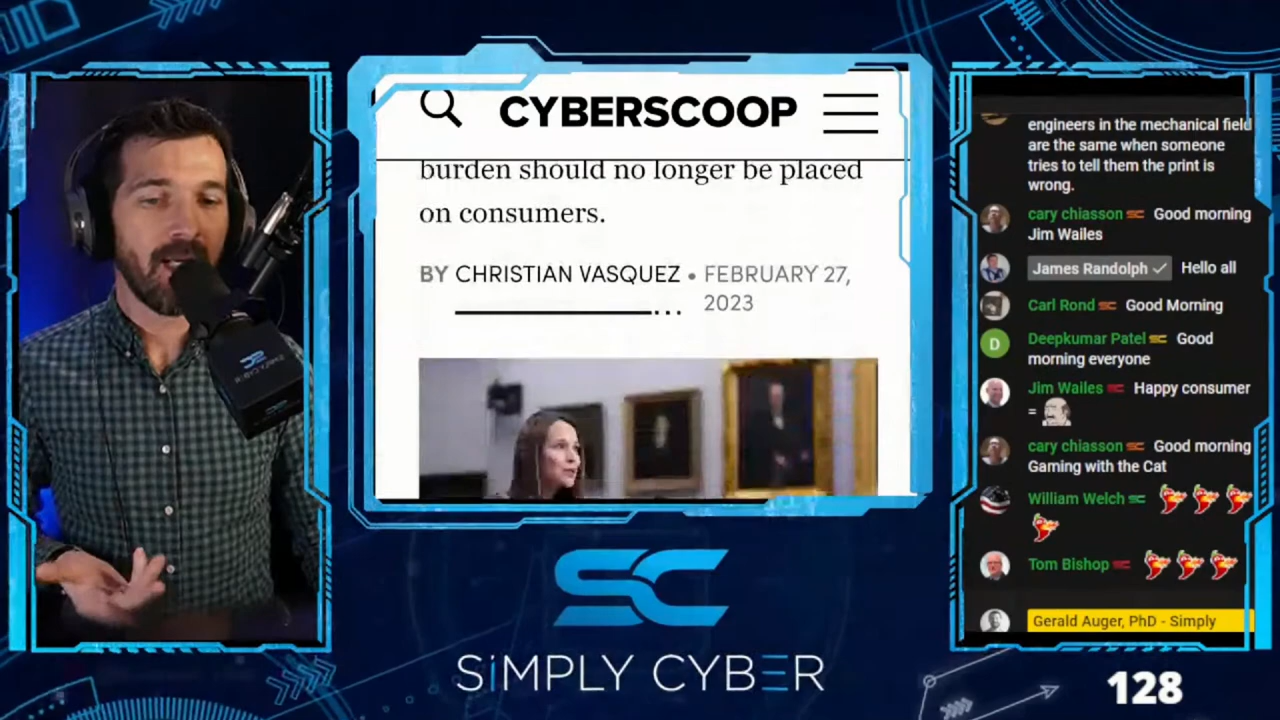 CYBERSCOOP
burden should no longer be placed
on consumers.
BY CHRISTIAN VASQUEZ • FEBRUARY 27,
2023
SC
SiMPLY CYBER
engineers in the mechanical field
are the same when someone
tries to tell them the print is
wrong.
cary chiasson Good morning
Jim Wailes
James Randolph Hello all
Carl Rond Good Morning
D
Deepkumar Patel Good
morning everyone
Jim Wailes Happy consumer
=
cary chiasson Good morning
Gaming with the Cat
William Welch
Tom Bishop
Gerald Auger, PhD - Simply
128